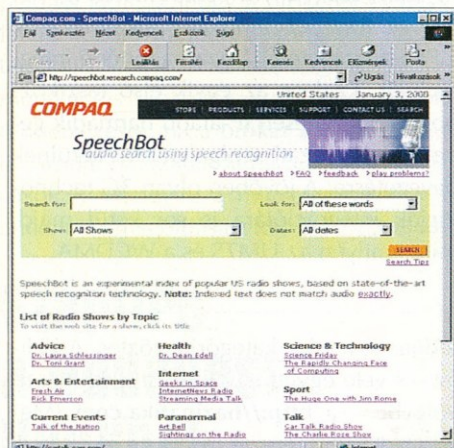 Compaq.com - SpeechBot - Microsoft Internet Explorer
Fájl Szerkesztés Nézet Kedvencek Eszközök Súgó
Leállítás Frissítés Kezdőlap Keresés Kedvencek Előzmények Posta
Cím http://speechbot.research.compaq.com/ Ugrás Hivatkozások »
United States January 3, 2000
COMPAQ STORE | PRODUCTS | SERVICES | SUPPORT | CONTACT US | SEARCH
SpeechBot
audio search using speech recognition
> about SpeechBot > FAQ > feedback > play problems?
Search for: Look for: All of these words
Show: All Shows Dates: All dates
SEARCH
Search Tips
SpeechBot is an experimental index of popular US radio shows, based on state-of-the-art
speech recognition technology. Note: Indexed text does not match audio exactly.
List of Radio Shows by Topic
To visit the web site for a show, click its title
Advice
Dr. Laura Schlessinger
Dr. Toni Grant
Arts & Entertainment
Fresh Air
Rick Emerson
Current Events
Talk of the Nation
Health
Dr. Dean Edell
Internet
Geeks in Space
InternetNews Radio
Streaming Media Talk
Paranormal
Art Bell
Sightings on the Radio
Science & Technology
Science Friday
The Rapidly Changing Face
of Computing
Sport
The Huge One with Jim Rome
Talk
Car Talk Radio Show
The Charlie Rose Show
Internet